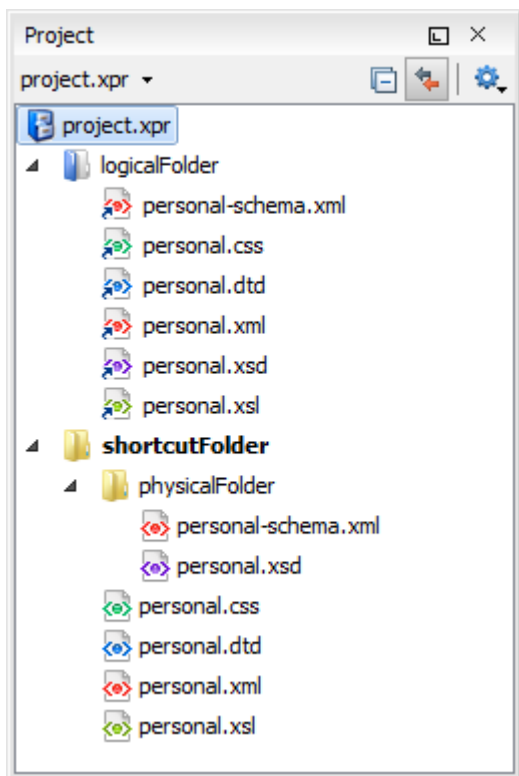 Project
project.xpr
project.xpr
logicalFolder
personal-schema.xml
personal.css
personal.dtd
personal.xml
personal.xsd
personal.xsl
shortcutFolder
physicalFolder
personal-schema.xml
personal.xsd
personal.css
personal.dtd
personal.xml
personal.xsl